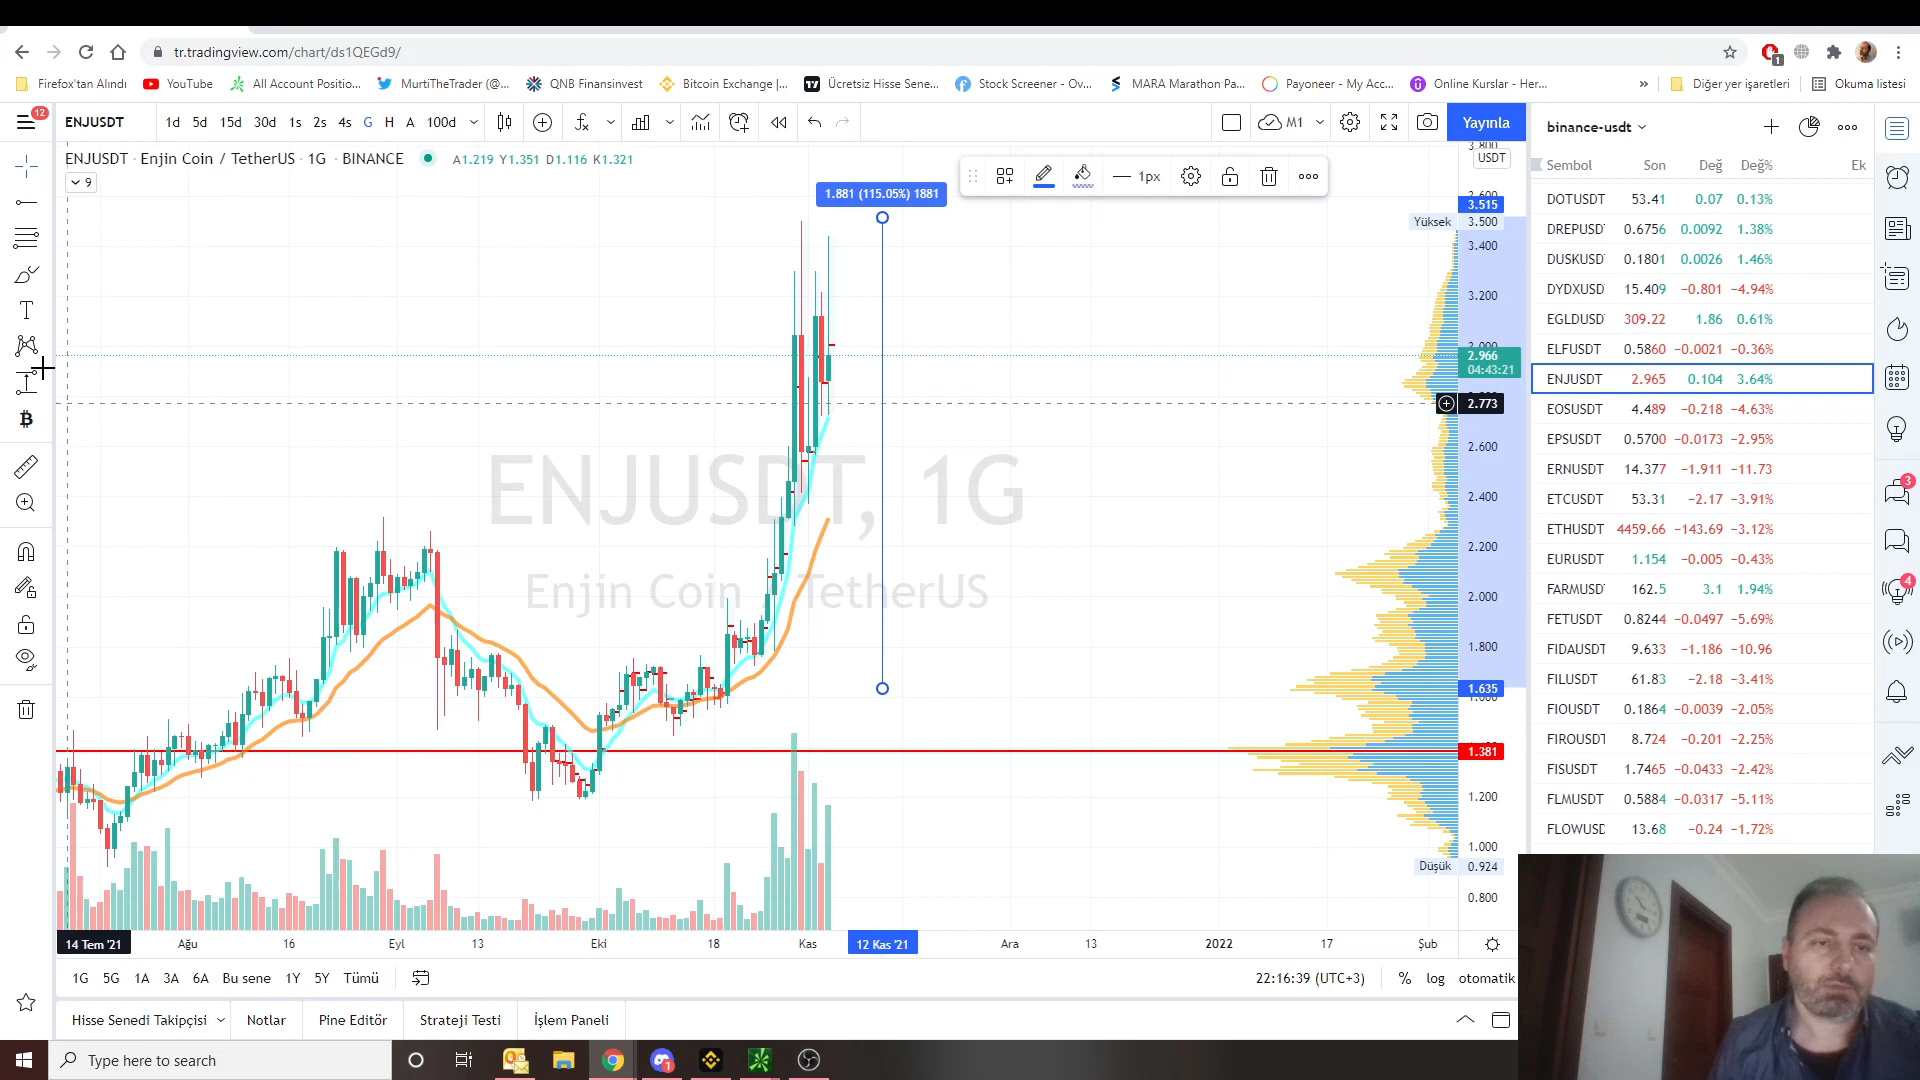 tr.tradingview.com/chart/ds1QEGd9/
1
Firefox'tan Alındı YouTube All Account Positio... MurtiTheTrader (@... QNB Finansinvest Bitcoin Exchange |... Ücretsiz Hisse Sene... Stock Screener - Ov... MARA Marathon Pa... Payoneer - My Acc... Online Kurslar - Her... » Diğer yer işaretleri Okuma listesi
12
ENJUSDT 1d 5d 15d 30d 1s 2s 4s G H A 100d M1 Yayınla
ENJUSDT · Enjin Coin / TetherUS · 1G · BINANCE A1.219 Y1.351 D1.116 K1.321
9
1.881 (115.05%) 1881
1px
3.800
USDT
3.600
3.515
Yüksek 3.500
3.400
3.200
2.966
04:43:21
2.773
2.600
2.400
2.200
2.000
1.800
1.635
1.381
1.200
1.000
Düşük 0.924
0.800
ENJUSDT, 1G
Enjin Coin / TetherUS
14 Tem '21 Ağu 16 Eyl 13 Eki 18 Kas 12 Kas '21 Ara 13 2022 17 Şub
1G 5G 1A 3A 6A Bu sene 1Y 5Y Tümü 22:16:39 (UTC+3) % log otomatik
Hisse Senedi Takipçisi Notlar Pine Editör Strateji Testi İşlem Paneli
binance-usdt
Sembol Son Değ Değ% Ek
DOTUSDT 53.41 0.07 0.13%
DREPUSD 0.6756 0.0092 1.38%
DUSKUSD 0.1801 0.0026 1.46%
DYDXUSD 15.409 −0.801 −4.94%
EGLDUSD 309.22 1.86 0.61%
ELFUSDT 0.5860 −0.0021 −0.36%
ENJUSDT 2.965 0.104 3.64%
EOSUSDT 4.489 −0.218 −4.63%
EPSUSDT 0.5700 −0.0173 −2.95%
ERNUSDT 14.377 −1.911 −11.73
ETCUSDT 53.31 −2.17 −3.91%
ETHUSDT 4459.66 −143.69 −3.12%
EURUSDT 1.154 −0.005 −0.43%
FARMUSD 162.5 3.1 1.94%
FETUSDT 0.8244 −0.0497 −5.69%
FIDAUSDT 9.633 −1.186 −10.96
FILUSDT 61.83 −2.18 −3.41%
FIOUSDT 0.1864 −0.0039 −2.05%
FIROUSDT 8.724 −0.201 −2.25%
FISUSDT 1.7465 −0.0433 −2.42%
FLMUSDT 0.5884 −0.0317 −5.11%
FLOWUSD 13.68 −0.24 −1.72%
3
4
Type here to search
1